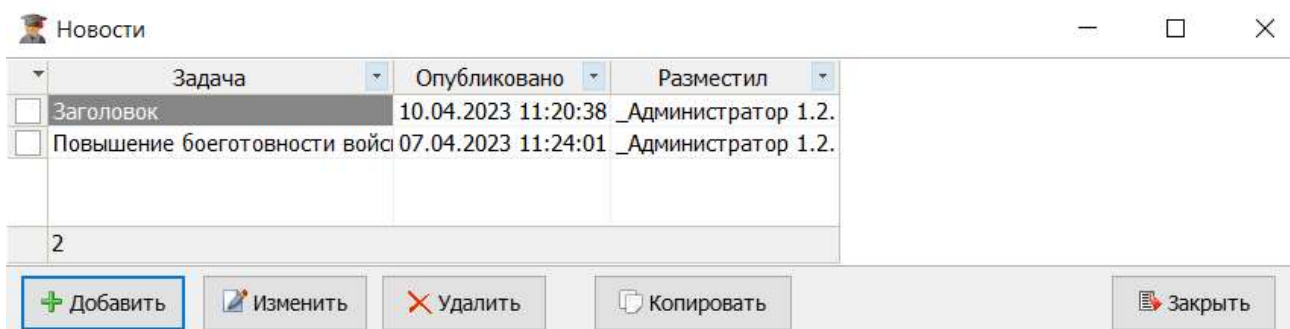 Новости
Задача Опубликовано Разместил
Заголовок 10.04.2023 11:20:38 _Администратор 1.2.
Повышение боеготовности войс 07.04.2023 11:24:01 _Администратор 1.2.
2
Добавить Изменить Удалить Копировать Закрыть